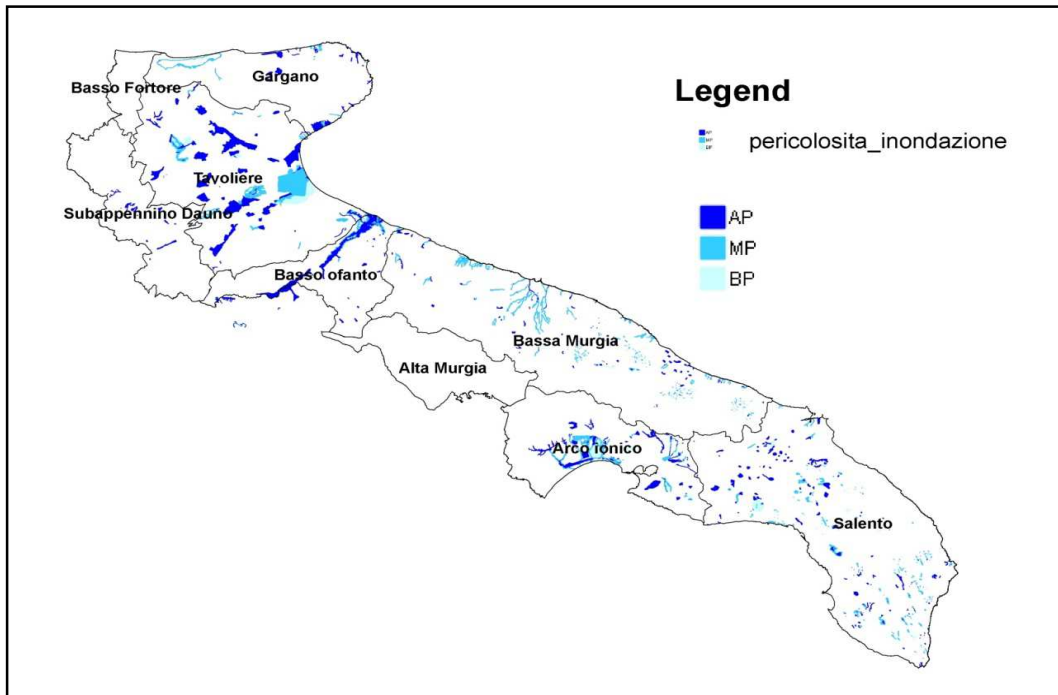 Gargano
Basso Fortore
Legend
pericolosita_inondazione
Tavoliere
Subappennino Dauno
AP
MP
BP
Basso ofanto
Bassa Murgia
Alta Murgia
Arco ionico
Salento